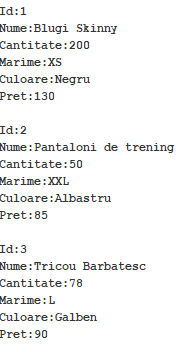 Id:1
Nume:Blugi Skinny
Cantitate:200
Marime:XS
Culoare:Negru
Pret:130
Id:2
Nume:Pantaloni de trening
Cantitate:50
Marime:XXL
Culoare:Albastru
Pret:85
Id:3
Nume:Tricou Barbatesc
Cantitate:78
Marime:L
Culoare:Galben
Pret:90